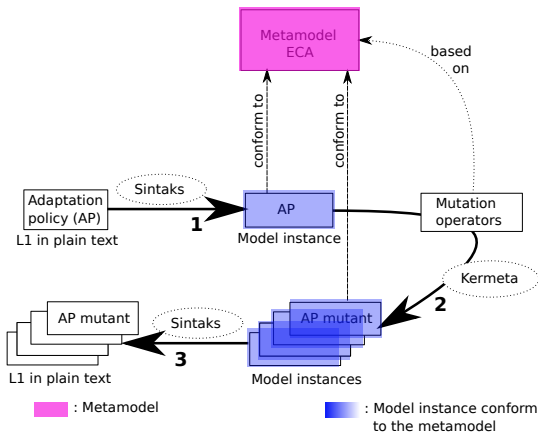 Metamodel
ECA
based
on
conform to
conform to
Sintaks
Adaptation
policy (AP)
L1 in plain text
1
AP
Model instance
Mutation
operators
Kermeta
2
AP mutant
Model instances
Sintaks
3
AP mutant
L1 in plain text
: Metamodel
: Model instance conform
to the metamodel